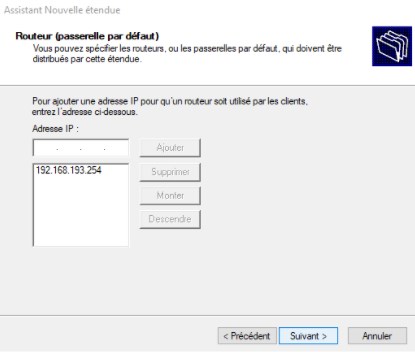 Assistant Nouvelle étendue
Routeur (passerelle par défaut)
Vous pouvez spécifier les routeurs, ou les passerelles par défaut, qui doivent être
distribués par cette étendue.
Pour ajouter une adresse IP pour qu'un routeur soit utilisé par les clients,
entrez l'adresse ci-dessous.
Adresse IP :
. . .
Ajouter
192.168.193.254
Supprimer
Monter
Descendre
< Précédent
Suivant >
Annuler